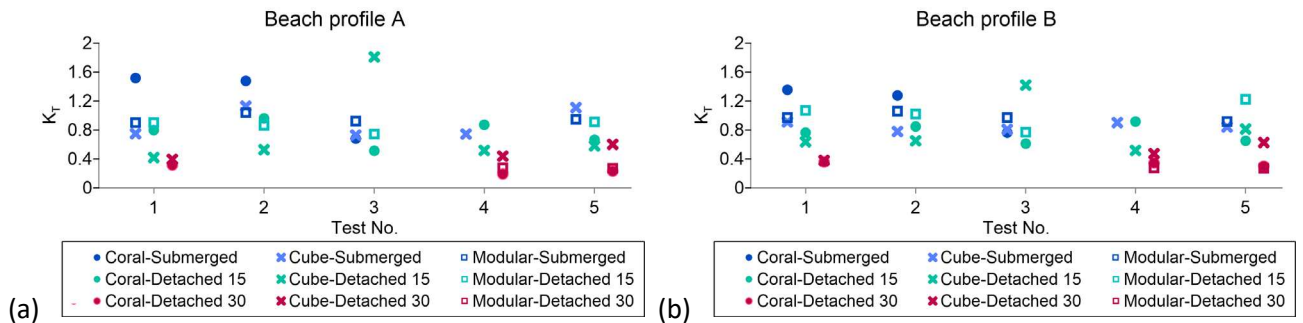 Beach profile A
2
1.6
1.2
0.8
0.4
0
K_T
1 2 3 4 5
Test No.
Coral-Submerged Cube-Submerged Modular-Submerged
Coral-Detached 15 Cube-Detached 15 Modular-Detached 15
Coral-Detached 30 Cube-Detached 30 Modular-Detached 30
(a)
Beach profile B
2
1.6
1.2
0.8
0.4
0
K_T
1 2 3 4 5
Test No.
Coral-Submerged Cube-Submerged Modular-Submerged
Coral-Detached 15 Cube-Detached 15 Modular-Detached 15
Coral-Detached 30 Cube-Detached 30 Modular-Detached 30
(b)